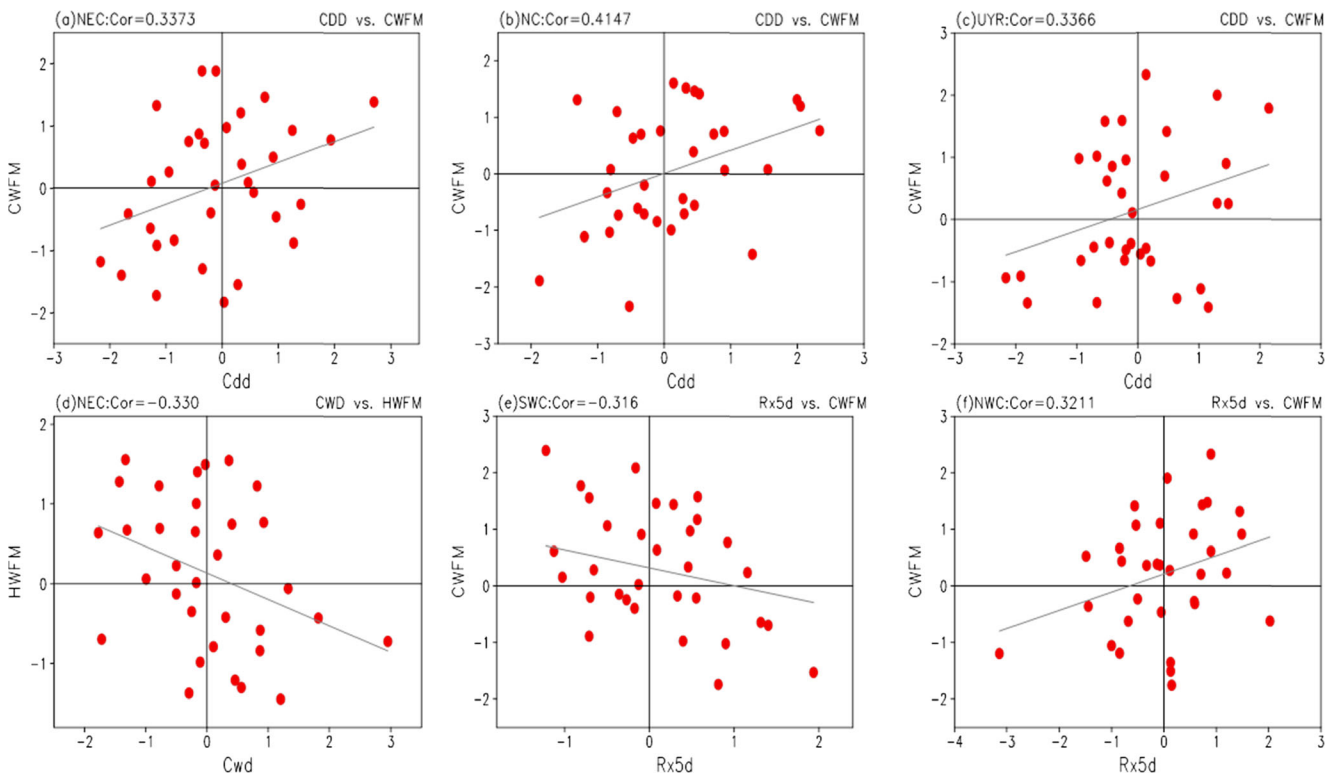 (a)NEC:Cor=0.3373 CDD vs. CWFM
CWFM
2
1
0
-1
-2
-3 -2 -1 0 1 2 3
Cdd
(b)NC:Cor=0.4147 CDD vs. CWFM
CWFM
2
1
0
-1
-2
-3
-2 -1 0 1 2 3
Cdd
(c)UYR:Cor=0.3366 CDD vs. CWFM
CWFM
3
2
1
0
-1
-2
-3 -2 -1 0 1 2 3
Cdd
(d)NEC:Cor=-0.330 CWD vs. HWFM
HWFM
2
1
0
-1
-2 -1 0 1 2 3
Cwd
(e)SWC:Cor=-0.316 Rx5d vs. CWFM
CWFM
3
2
1
0
-1
-2
-1 0 1 2
Rx5d
(f)NWC:Cor=0.3211 Rx5d vs. CWFM
CWFM
3
2
1
0
-1
-2
-4 -3 -2 -1 0 1 2 3
Rx5d